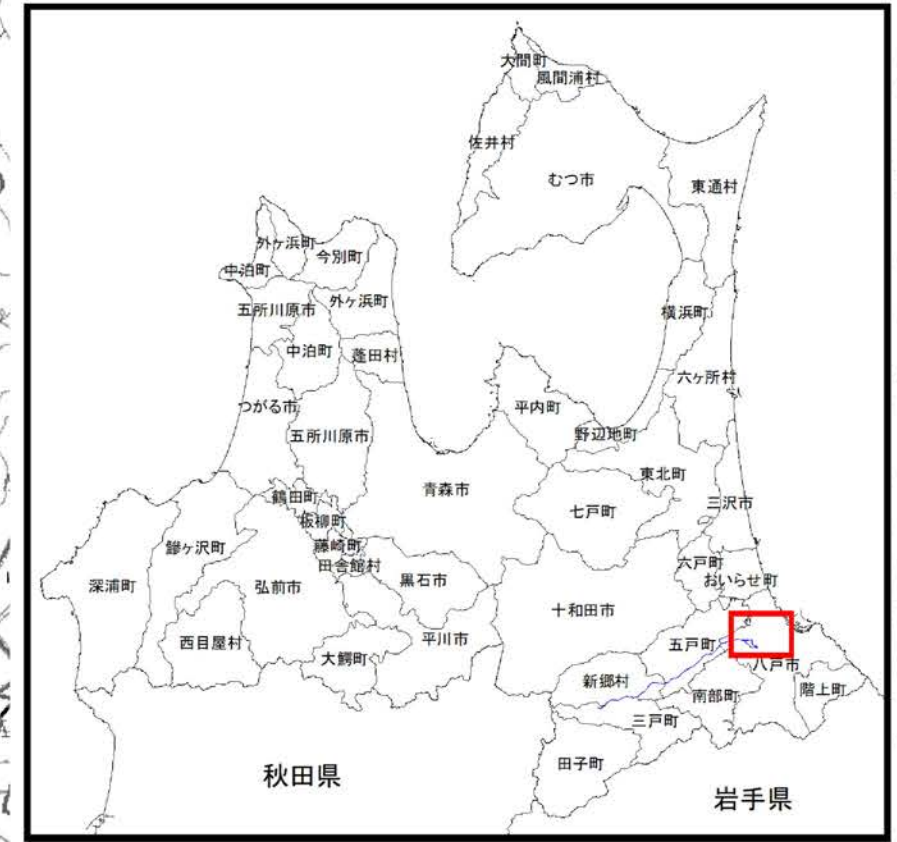 大間町
風間浦村
佐井村
むつ市
東通村
外ヶ浜町
今別町
中泊町
外ヶ浜町
五所川原市
横浜町
中泊町
蓬田村
六ヶ所村
つがる市
平内町
五所川原市
野辺地町
東北町
青森市
鶴田町
三沢市
七戸町
板柳町
藤崎町
鰺ヶ沢町
田舎館村
六戸町
黒石市
おいらせ町
深浦町
弘前市
十和田市
平川市
西目屋村
五戸町
大鰐町
八戸市
新郷村
階上町
南部町
三戸町
田子町
秋田県
岩手県